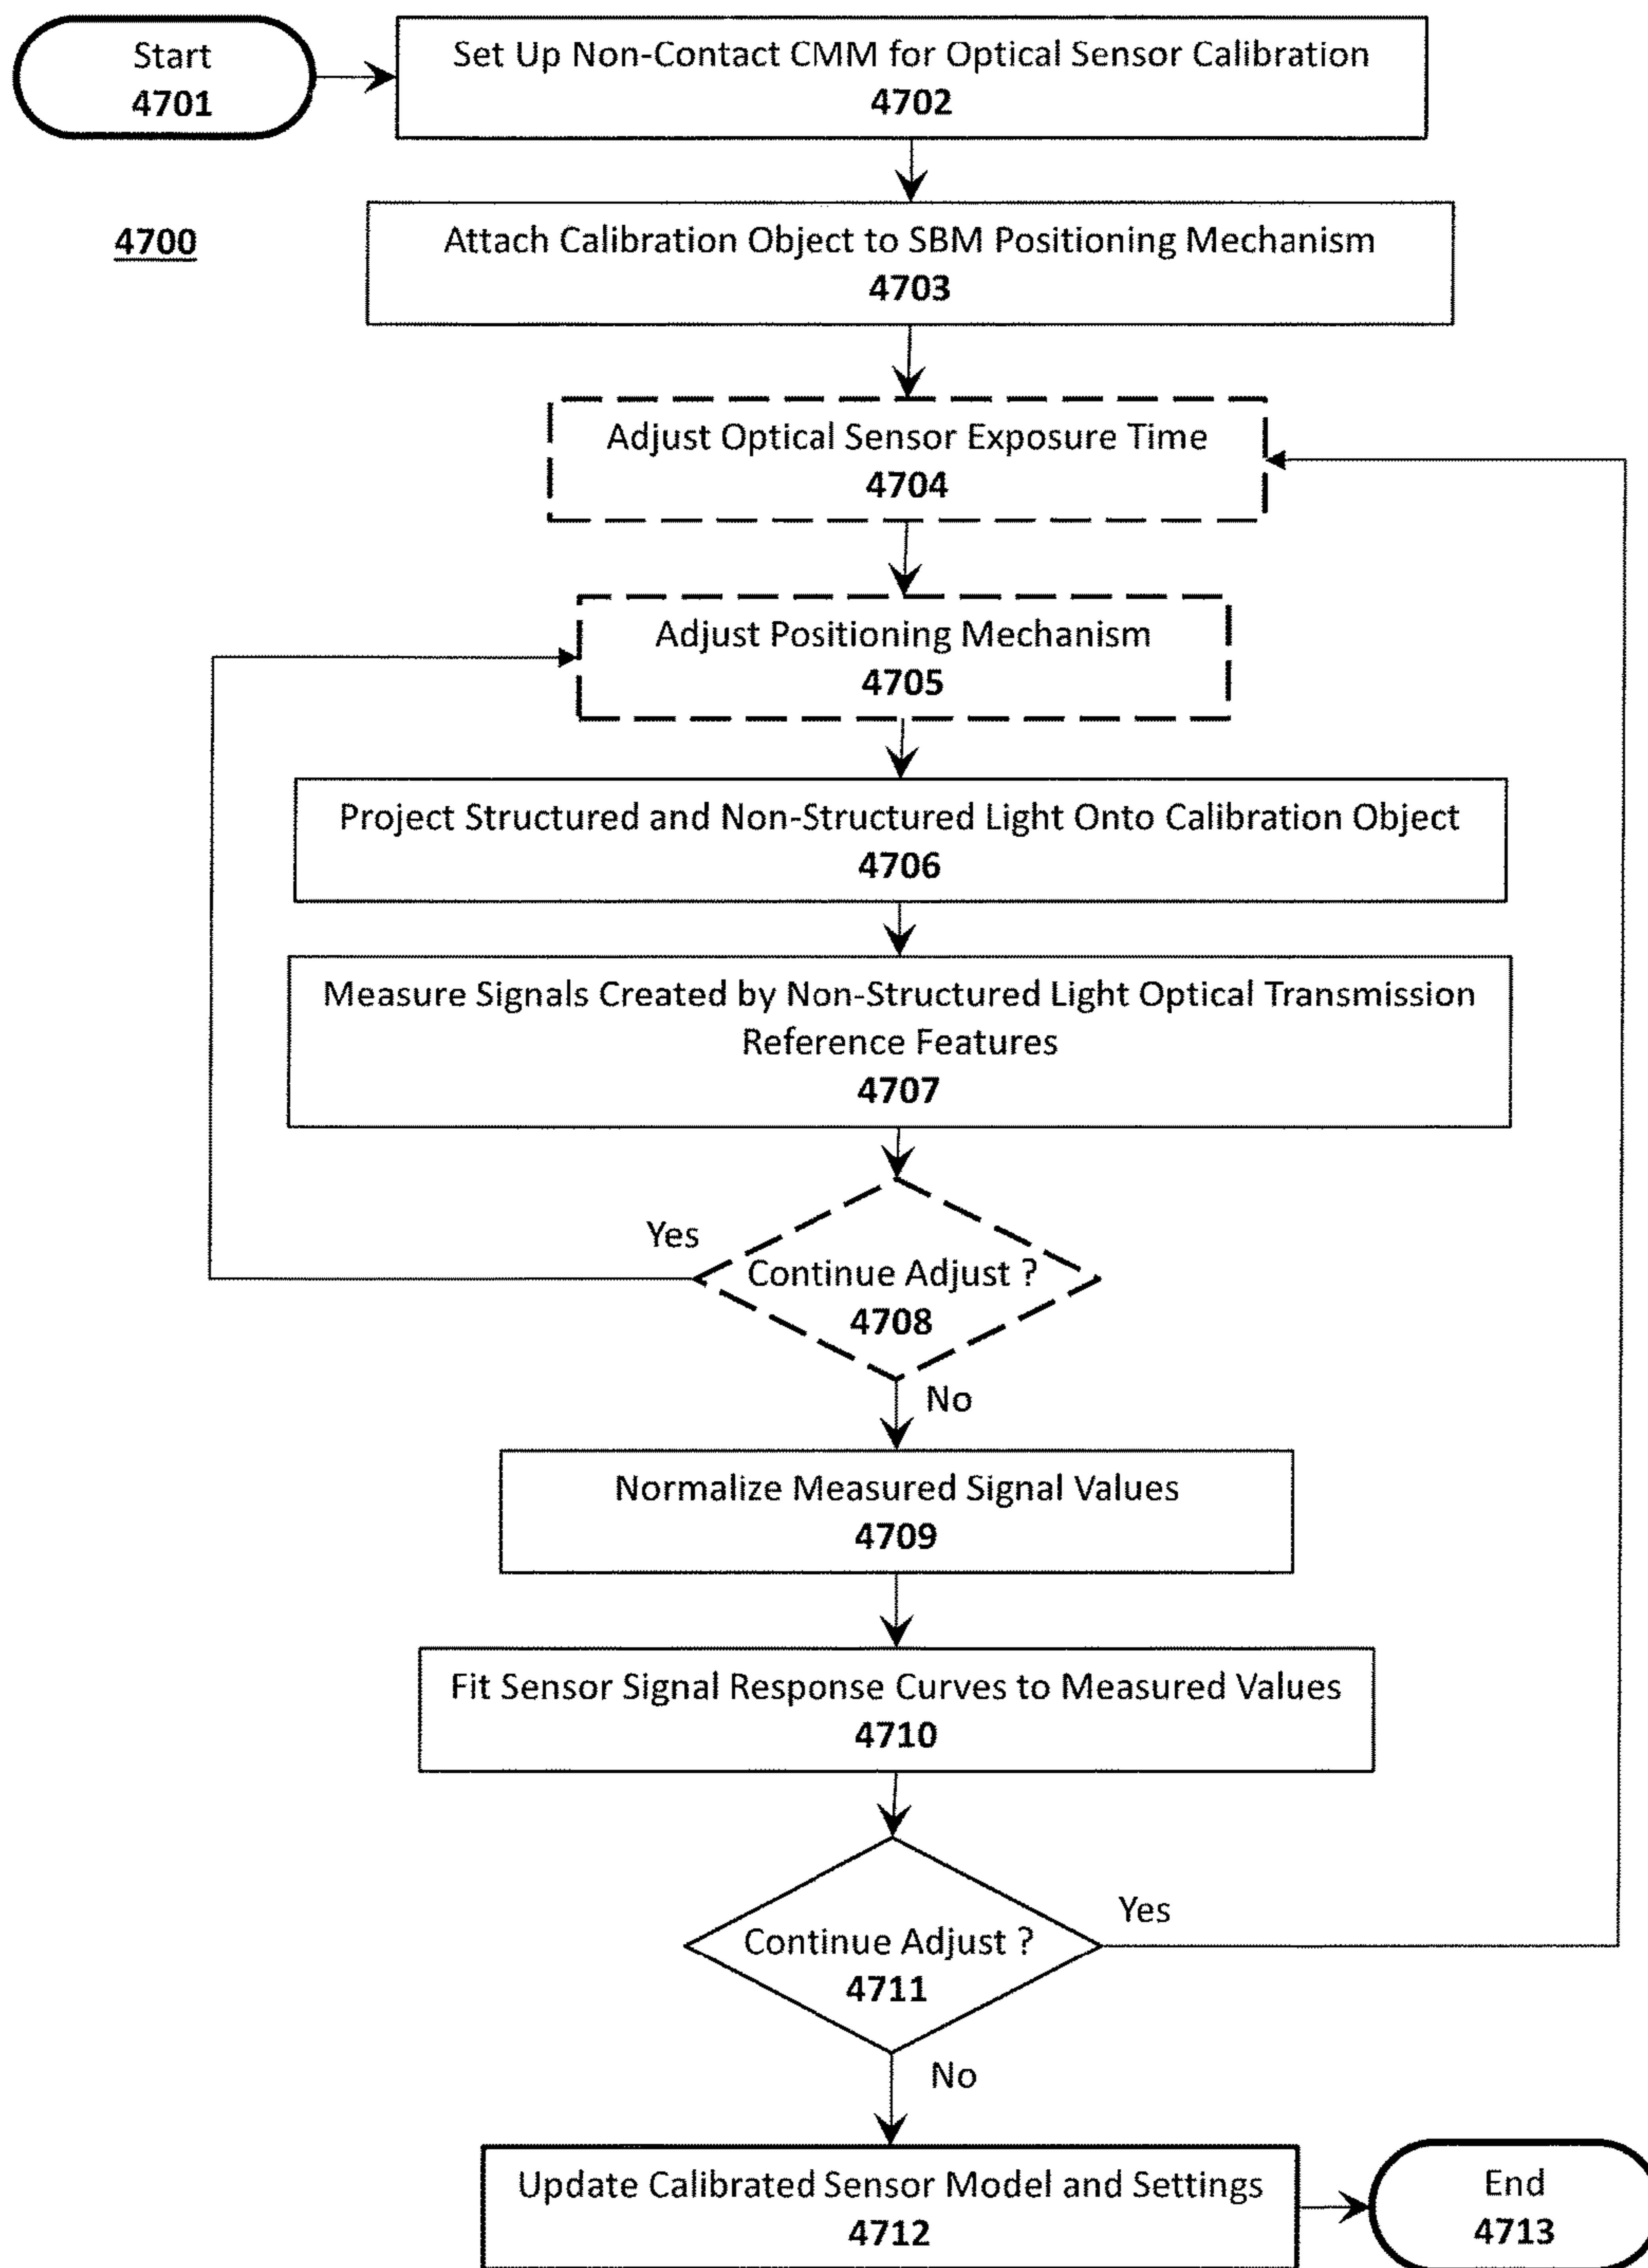 Start
4701
Set Up Non-Contact CMM for Optical Sensor Calibration
4702
4700
Attach Calibration Object to SBM Positioning Mechanism
4703
Adjust Optical Sensor Exposure Time
4704
Adjust Positioning Mechanism
4705
Project Structured and Non-Structured Light Onto Calibration Object
4706
Measure Signals Created by Non-Structured Light Optical Transmission
Reference Features
4707
Yes
Continue Adjust ?
4708
No
Normalize Measured Signal Values
4709
Fit Sensor Signal Response Curves to Measured Values
4710
Yes
Continue Adjust ?
4711
No
Update Calibrated Sensor Model and Settings
4712
End
4713